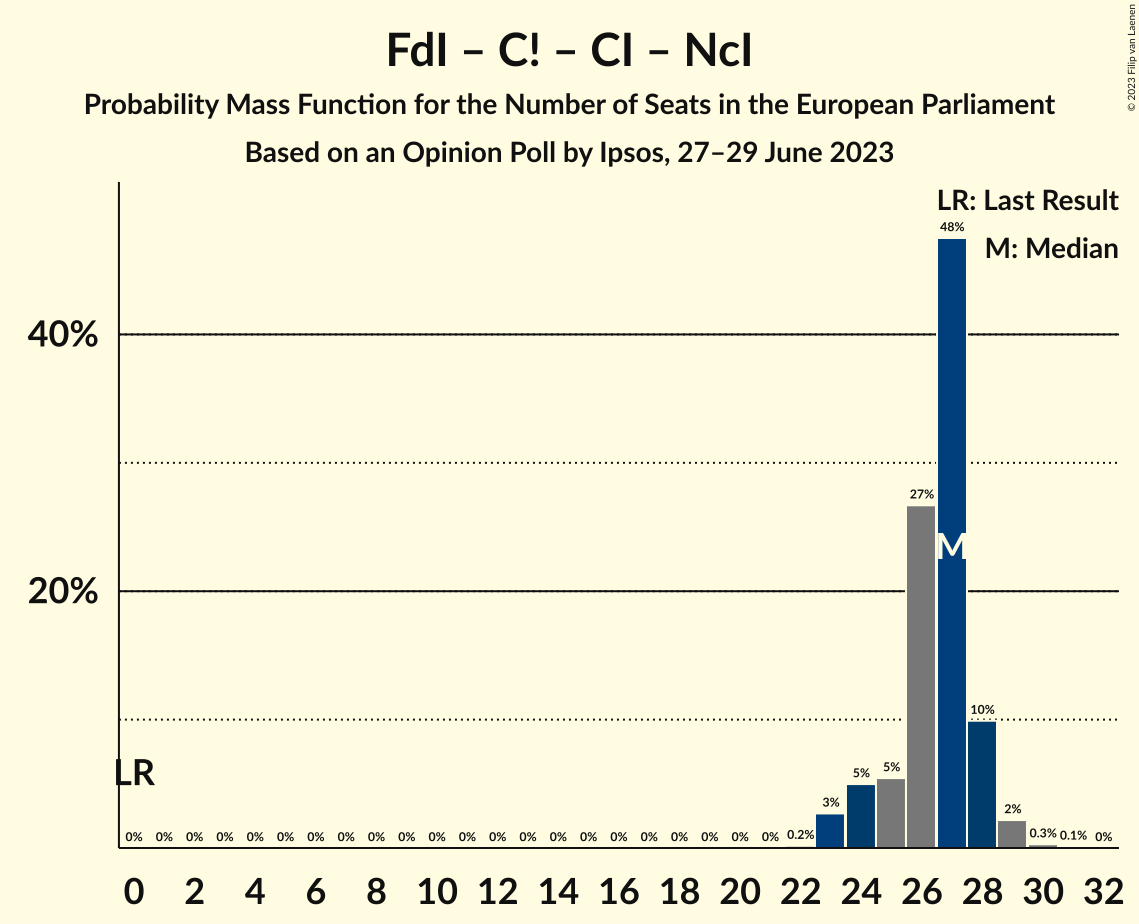 FdI – C! – CI – NcI
Probability Mass Function for the Number of Seats in the European Parliament
Based on an Opinion Poll by Ipsos, 27–29 June 2023
© 2023 Filip van Laenen
LR: Last Result
M: Median
40%
20%
LR
M
0% 0% 0% 0% 0% 0% 0% 0% 0% 0% 0% 0% 0% 0% 0% 0% 0% 0% 0% 0% 0% 0% 0.2% 3% 5% 5% 27% 48% 10% 2% 0.3% 0.1% 0%
0 2 4 6 8 10 12 14 16 18 20 22 24 26 28 30 32